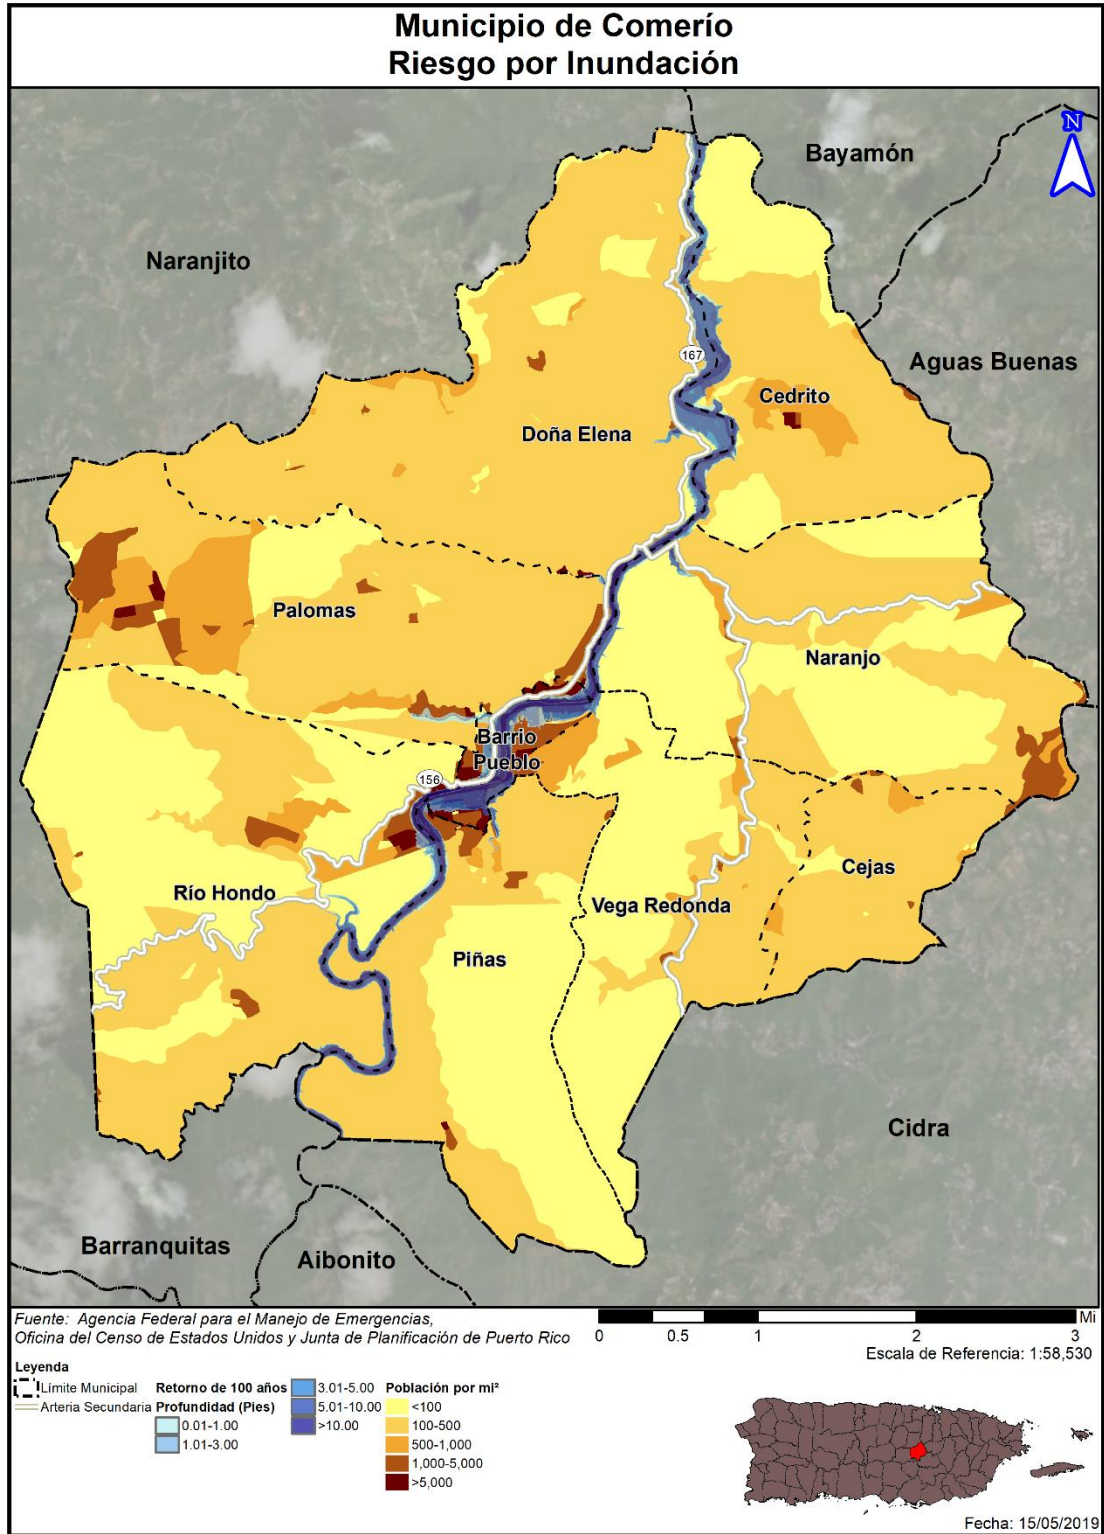 Municipio de Comerío
Riesgo por Inundación
N
Bayamón
Naranjito
Aguas Buenas
167
Cedrito
Doña Elena
Palomas
Naranjo
Barrio
Pueblo
156
Cejas
Río Hondo
Vega Redonda
Piñas
Cidra
Barranquitas
Aibonito
Fuente: Agencia Federal para el Manejo de Emergencias,
Oficina del Censo de Estados Unidos y Junta de Planificación de Puerto Rico
Mi
0 0.5 1 2 3
Escala de Referencia: 1:58,530
Leyenda
Límite Municipal
Arteria Secundaria
Retorno de 100 años
Profundidad (Pies)
0.01-1.00
1.01-3.00
3.01-5.00
5.01-10.00
>10.00
Población por mi²
<100
100-500
500-1,000
1,000-5,000
>5,000
Fecha: 15/05/2019